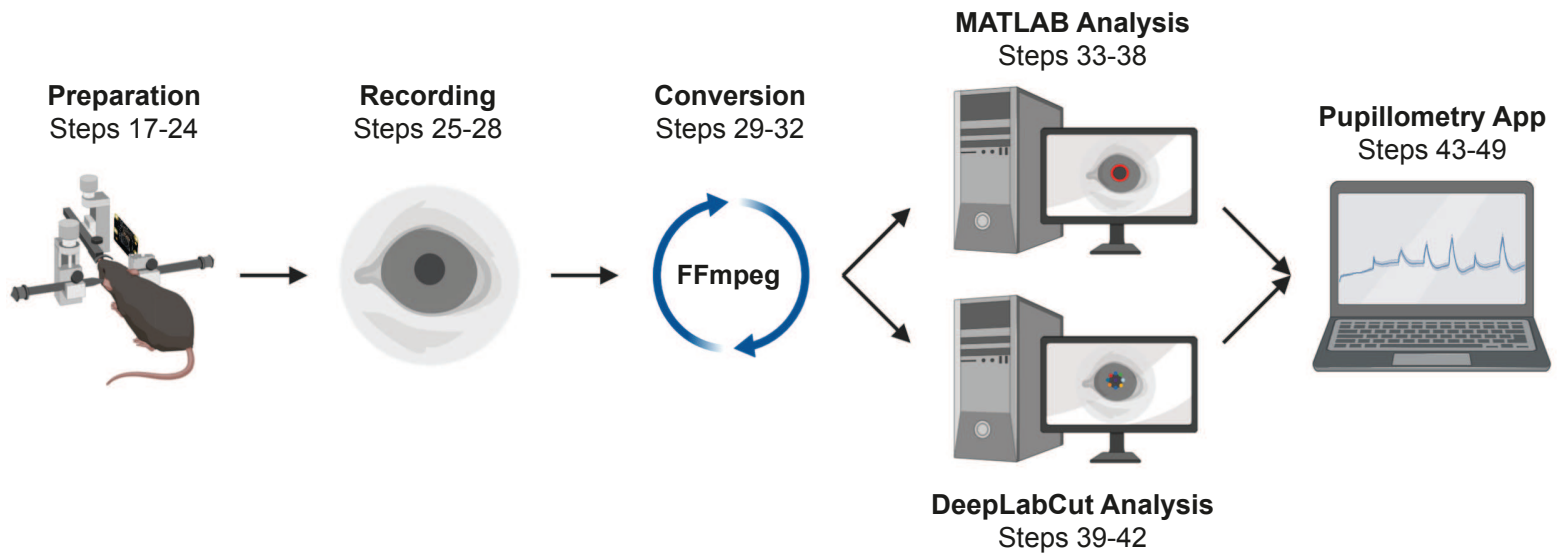 Preparation
Steps 17-24
Recording
Steps 25-28
Conversion
Steps 29-32
FFmpeg
MATLAB Analysis
Steps 33-38
DeepLabCut Analysis
Steps 39-42
Pupillometry App
Steps 43-49